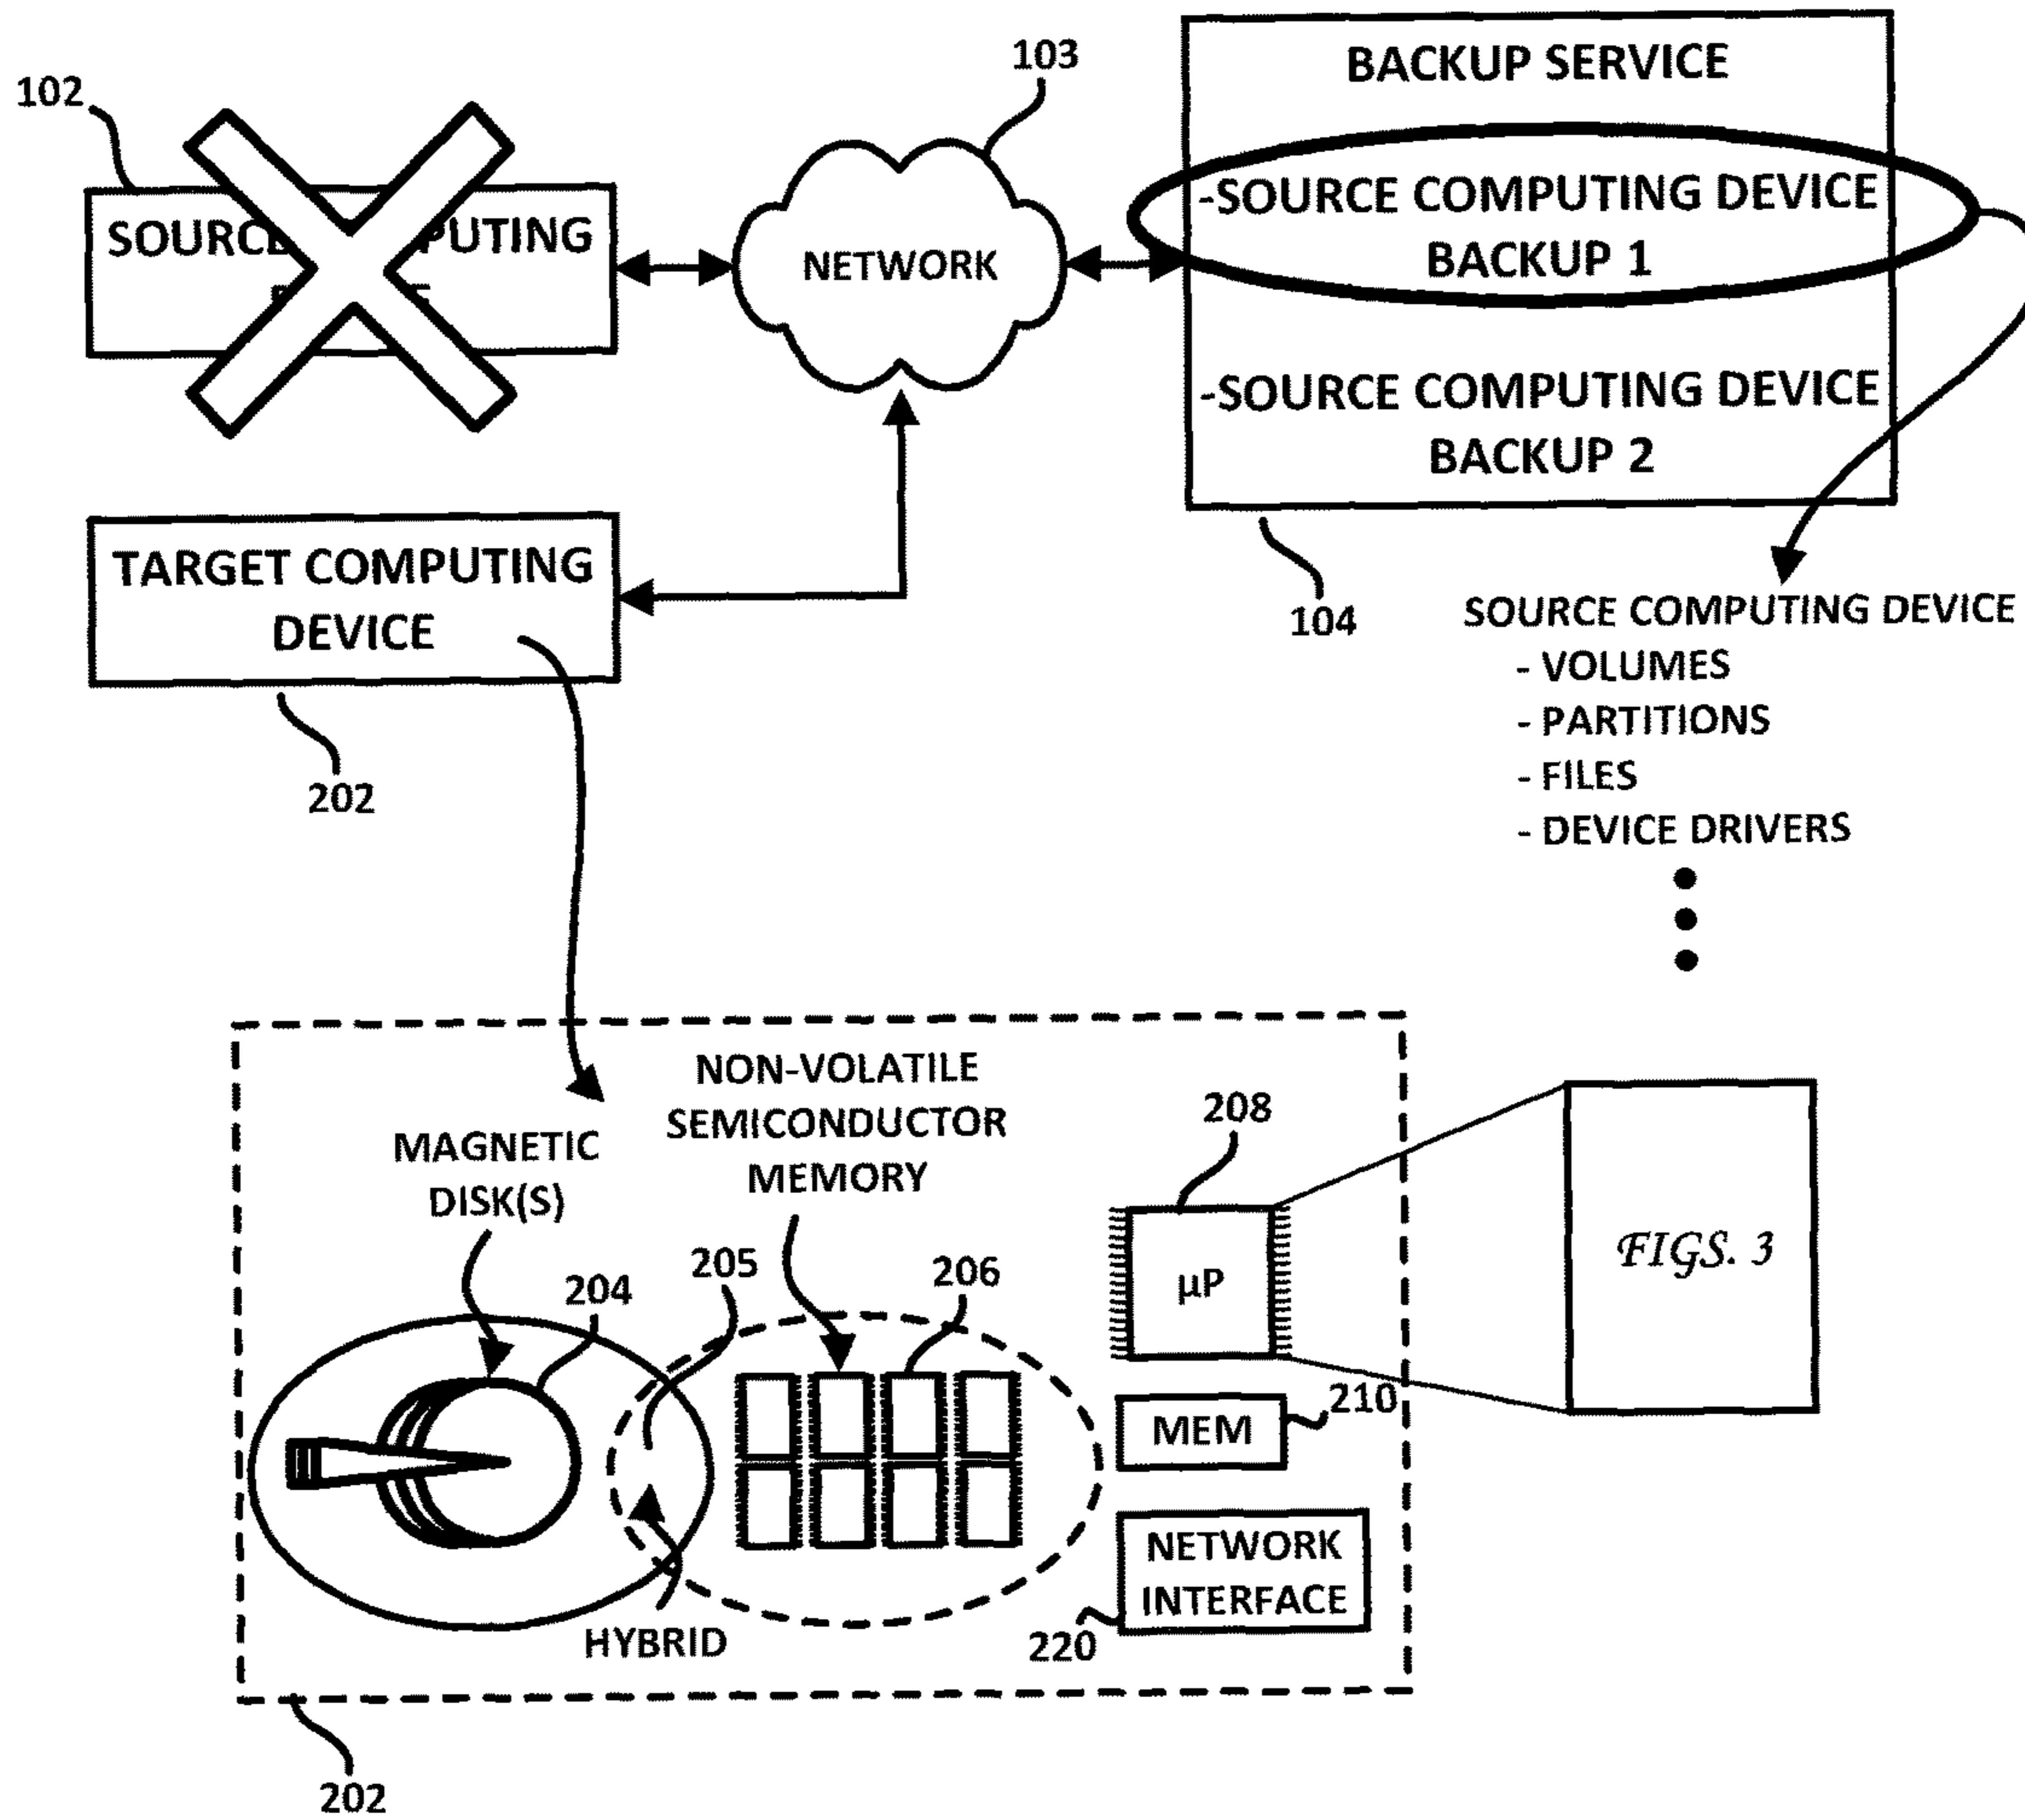 102
SOURCE
PUTING
103
NETWORK
BACKUP SERVICE
-SOURCE COMPUTING DEVICE
BACKUP 1
-SOURCE COMPUTING DEVICE
BACKUP 2
104
TARGET COMPUTING
DEVICE
202
SOURCE COMPUTING DEVICE
- VOLUMES
- PARTITIONS
- FILES
- DEVICE DRIVERS
MAGNETIC
DISK(S)
204
NON-VOLATILE
SEMICONDUCTOR
MEMORY
205
206
HYBRID
208
µP
210
MEM
NETWORK
INTERFACE
220
FIGS. 3
202